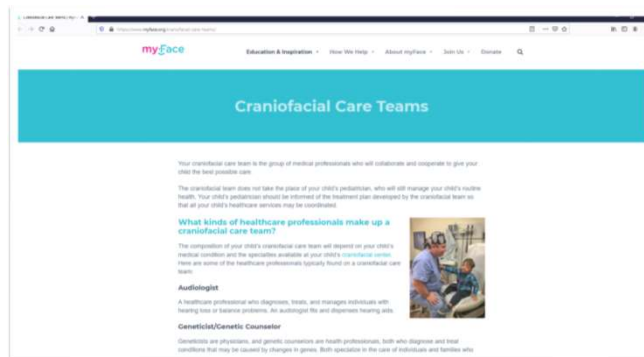 https://www.myface.org/craniofacial-care-teams/
myFace
Education & Inspiration
How We Help
About myFace
Join Us
Donate
Craniofacial Care Teams
Your craniofacial care team is the group of medical professionals who will collaborate and cooperate to give your
child the best possible care.
The craniofacial team does not take the place of your child's pediatrician, who will still manage your child's routine
health. Your pediatrician should be informed of the treatment plan developed by the craniofacial team so
that all your child's healthcare services may be coordinated.
What kinds of healthcare professionals make up a
craniofacial care team?
The composition of your child's craniofacial care team will depend on your child's
medical condition and the specialties available at your child's craniofacial center.
Here are some of the healthcare professionals typically found on a craniofacial care
team:
Audiologist
A healthcare professional who diagnoses, treats, and manages individuals with
hearing loss or balance problems. An audiologist fits and dispenses hearing aids.
Geneticist/Genetic Counselor
Geneticists are physicians, and genetic counselors are health professionals, both who diagnose and treat
conditions that may be caused by changes in genes. Both specialize in the care of individuals and families who